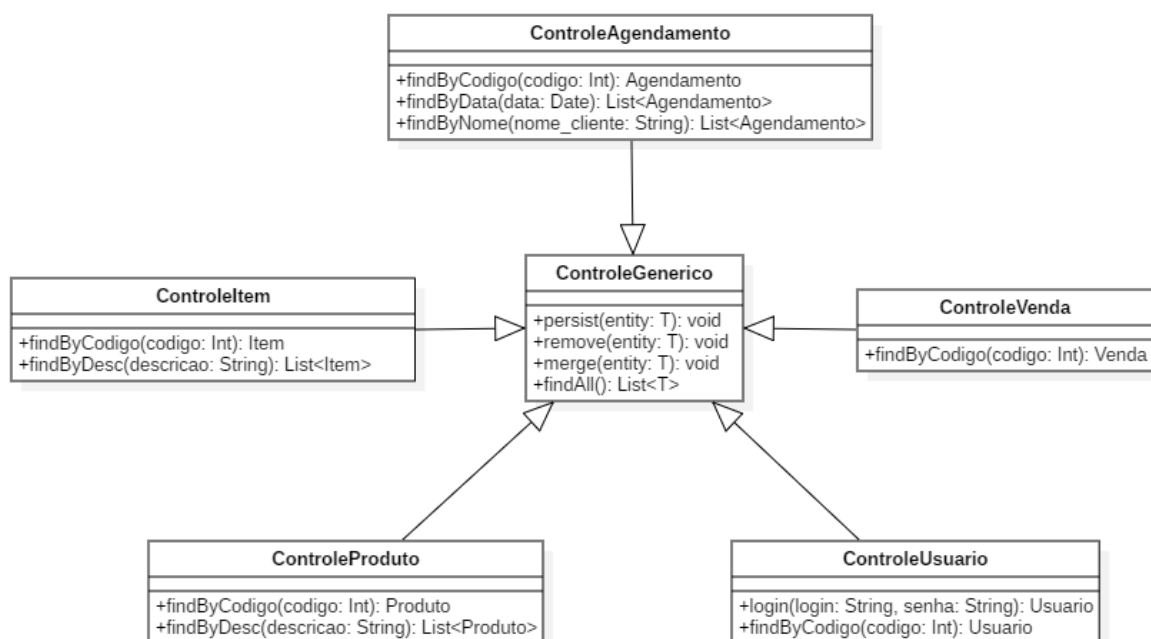 ControleAgendamento
+findByCodigo(codigo: Int): Agendamento
+findByData(data: Date): List<Agendamento>
+findByNome(nome_cliente: String): List<Agendamento>
ControleItem
+findByCodigo(codigo: Int): Item
+findByDesc(descricao: String): List<Item>
ControleGenerico
+persist(entity: T): void
+remove(entity: T): void
+merge(entity: T): void
+findAll(): List<T>
ControleVenda
+findByCodigo(codigo: Int): Venda
ControleProduto
+findByCodigo(codigo: Int): Produto
+findByDesc(descricao: String): List<Produto>
ControleUsuario
+login(login: String, senha: String): Usuario
+findByCodigo(codigo: Int): Usuario